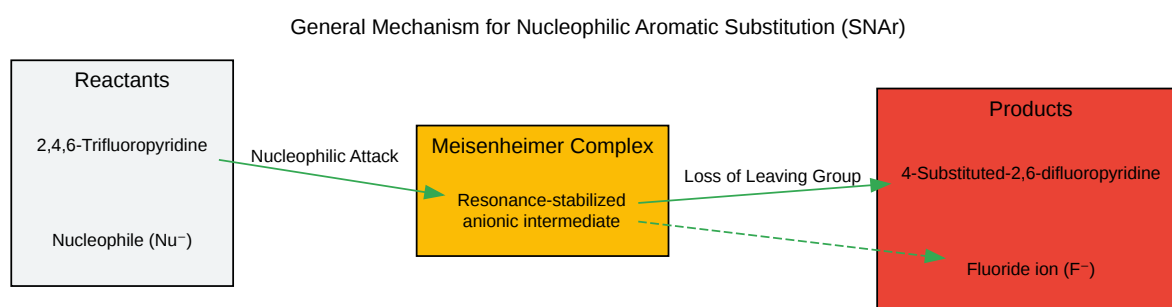 General Mechanism for Nucleophilic Aromatic Substitution (SNAr)
Reactants
2,4,6-Trifluoropyridine
Nucleophile (Nu⁻)
Nucleophilic Attack
Meisenheimer Complex
Resonance-stabilized
anionic intermediate
Loss of Leaving Group
Products
4-Substituted-2,6-difluoropyridine
Fluoride ion (F⁻)